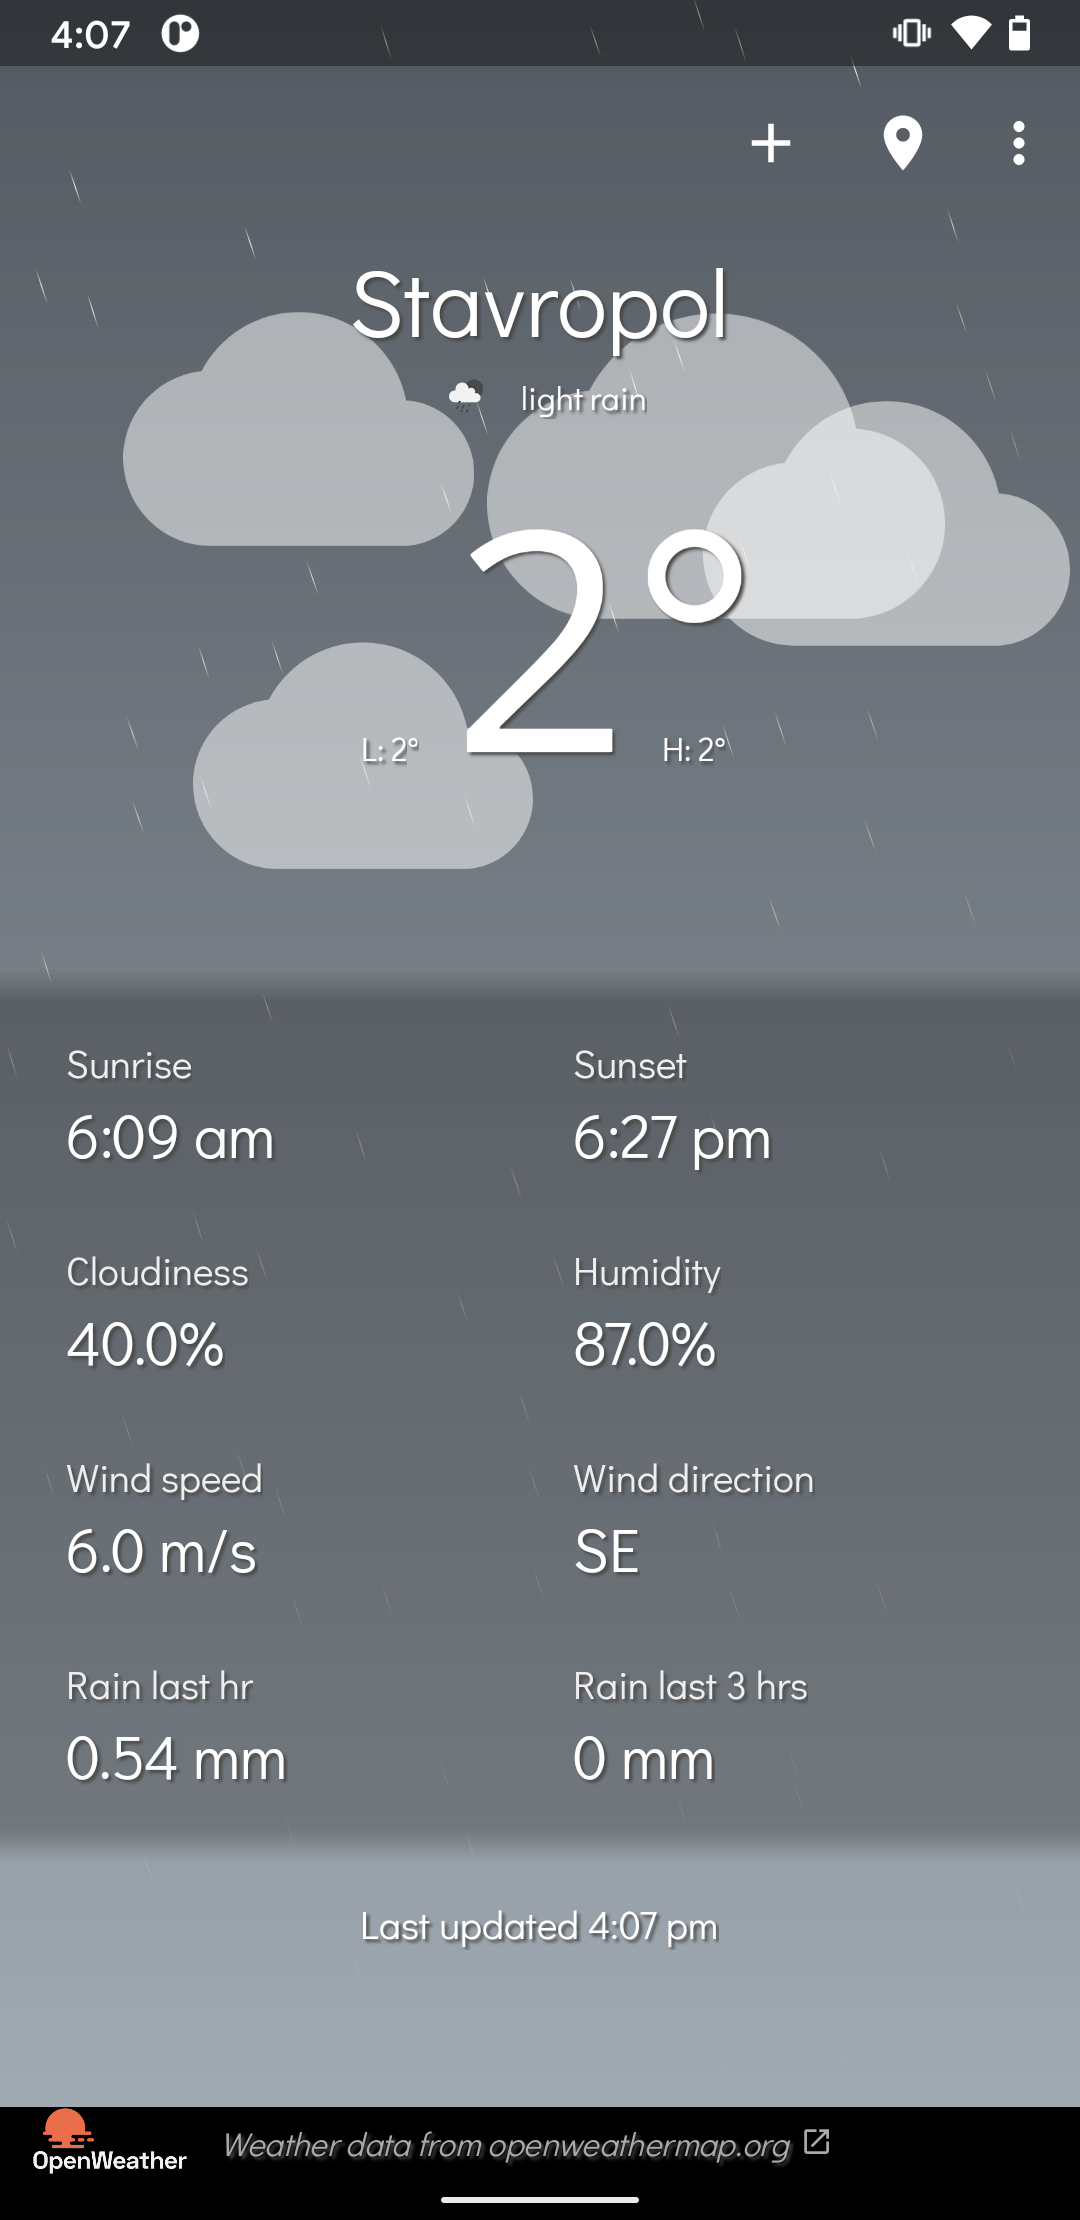 4:07
Stavropol
light rain
2°
L: 2°
H: 2°
Sunrise
Sunset
6:09 am
6:27 pm
Cloudiness
Humidity
40.0%
87.0%
Wind speed
Wind direction
6.0 m/s
SE
Rain last hr
Rain last 3 hrs
0.54 mm
0 mm
Last updated 4:07 pm
OpenWeather
Weather data from openweathermap.org